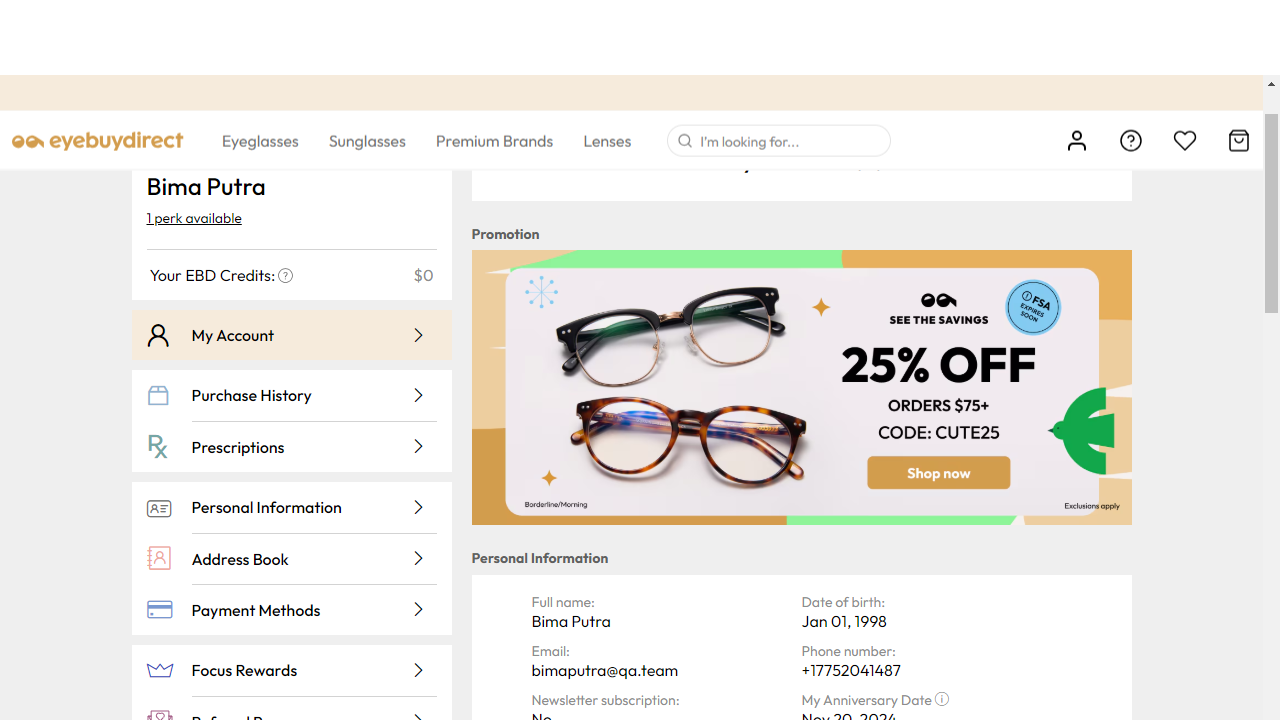 eyebuydirect
Eyeglasses
Sunglasses
Premium Brands
Lenses
I'm looking for...
Bima Putra
1 perk available
Your EBD Credits: ?
$0
My Account
Purchase History
Rx
Prescriptions
Personal Information
Address Book
Payment Methods
Focus Rewards
Promotion
SEE THE SAVINGS
FSA
EXPIRES
SOON
25% OFF
ORDERS $75+
CODE: CUTE25
Shop now
Borderline/Morning
Exclusions apply
Personal Information
Full name:
Bima Putra
Date of birth:
Jan 01, 1998
Email:
bimaputra@qa.team
Phone number:
+17752041487
Newsletter subscription:
No
My Anniversary Date
Nov 20, 2024